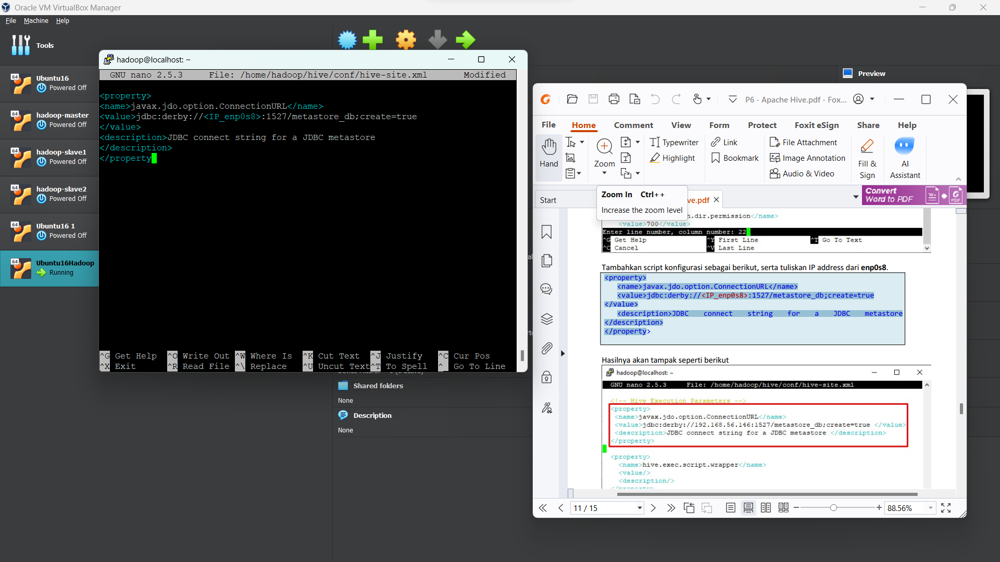 Oracle VM VirtualBox Manager
File Machine Help
Tools
Ubuntu16
Powered Off
hadoop-master
Powered Off
hadoop-slave1
Powered Off
hadoop-slave2
Powered Off
Ubuntu16 1
Powered Off
Ubuntu16Hadoop
Running
Preview
hadoop@localhost: ~
GNU nano 2.5.3 File: /home/hadoop/hive/conf/hive-site.xml Modified
<property>
<name>javax.jdo.option.ConnectionURL</name>
<value>jdbc:derby://<IP_enp0s8>:1527/metastore_db;create=true
</value>
<description>JDBC connect string for a JDBC metastore
</description>
</property
^G Get Help ^O Write Out ^W Where Is ^K Cut Text ^J Justify ^C Cur Pos
^X Exit ^R Read File ^\ Replace ^U Uncut Text ^T To Spell ^_ Go To Line
Shared folders
None
Description
None
P6 - Apache Hive.pdf - Fox...
File Home Comment View Form Protect Foxit eSign Share Help
Hand
Zoom
Typewriter
Highlight
Link
Bookmark
File Attachment
Image Annotation
Audio & Video
Fill & Sign
AI Assistant
Start
ve.pdf
Zoom In Ctrl++
Increase the zoom level
Convert
Word to PDF
n.dir.permission</name>
<value>700</value>
Enter line number, column number: 22
^G Get Help ^Y First Line ^T Go To Text
^C Cancel ^V Last Line
Tambahkan script konfigurasi sebagai berikut, serta tuliskan IP address dari enp0s8.
<property>
<name>javax.jdo.option.ConnectionURL</name>
<value>jdbc:derby://<IP_enp0s8>:1527/metastore_db;create=true
</value>
<description>JDBC connect string for a JDBC metastore
</description>
</property>
Hasilnya akan tampak seperti berikut
hadoop@localhost: ~
GNU nano 2.5.3 File: /home/hadoop/hive/conf/hive-site.xml
<!-- Hive Execution Parameters -->
<property>
<name>javax.jdo.option.ConnectionURL</name>
<value>jdbc:derby://192.168.56.146:1527/metastore_db;create=true </value>
<description>JDBC connect string for a JDBC metastore </description>
</property>
<property>
<name>hive.exec.script.wrapper</name>
<value/>
<description/>
</property>
11 / 15
88.56%